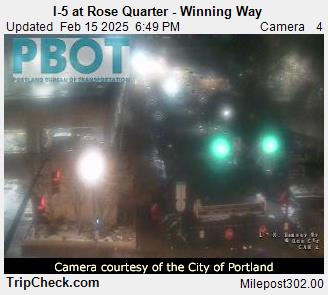 I-5 at Rose Quarter - Winning Way
Updated Feb 15 2025 6:49 PM Camera 4
PBOT
PORTLAND BUREAU OF TRANSPORTATION
Camera courtesy of the City of Portland
TripCheck.com Milepost302.00